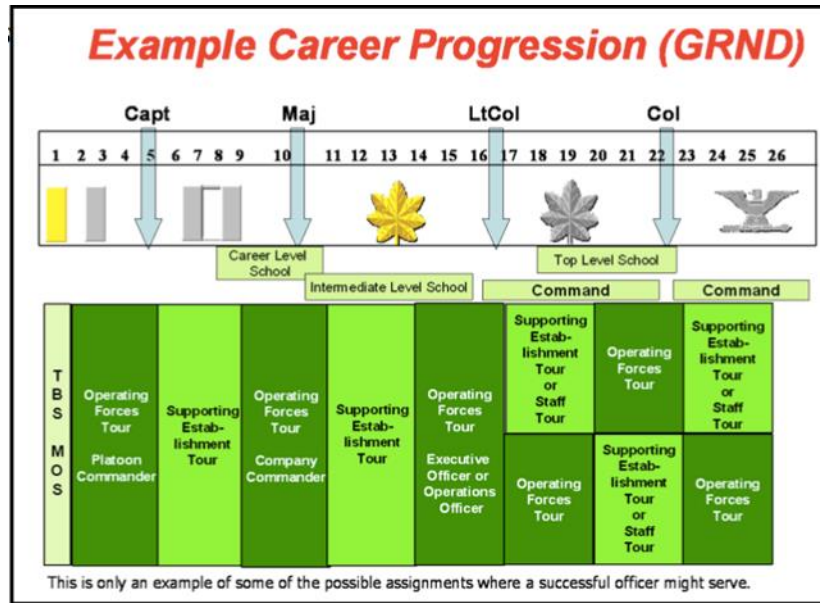 Example Career Progression (GRND)
Capt Maj LtCol Col
1 2 3 4 5 6 7 8 9 10 11 12 13 14 15 16 17 18 19 20 21 22 23 24 25 26
Career Level
School
Top Level School
Intermediate Level School
Command
Command
T
B
S
M
O
S
Operating
Forces
Tour
Platoon
Commander
Supporting
Estab-
lishment
Tour
Operating
Forces
Tour
Company
Commander
Supporting
Estab-
lishment
Tour
Operating
Forces
Tour
Executive
Officer or
Operations
Officer
Supporting
Estab-
lishment
Tour
or
Staff
Tour
Operating
Forces
Tour
Operating
Forces
Tour
Supporting
Estab-
lishment
Tour
or
Staff
Tour
Supporting
Estab-
lishment
Tour
or
Staff
Tour
Operating
Forces
Tour
This is only an example of some of the possible assignments where a successful officer might serve.